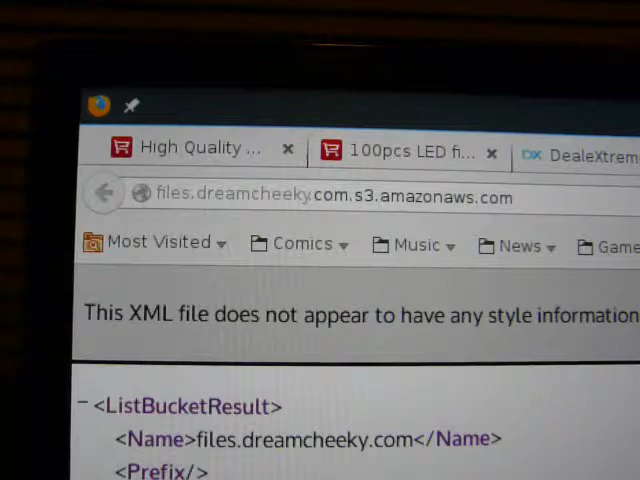 High Quality ...
100pcs LED fi...
DX DealeXtrem
files.dreamcheeky.com.s3.amazonaws.com
Most Visited Comics Music News Game
This XML file does not appear to have any style information
− <ListBucketResult>
<Name>files.dreamcheeky.com</Name>
<Prefix/>